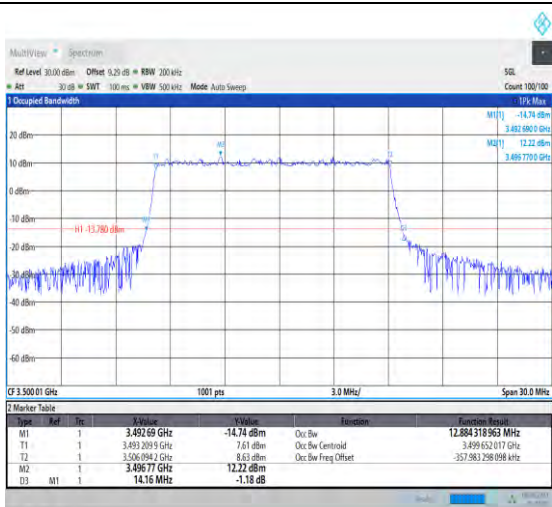 MultiView Spectrum
Ref Level 30.00 dBm Offset 9.29 dB RBW 200 kHz SGL
Att 30 dB SWT 100 ms VBW 500 kHz Mode Auto Sweep Count 100/100
1 Occupied Bandwidth 1Pk Max
M1[1] -14.74 dBm
3.492 690 0 GHz
M2[1] 12.22 dBm
3.496 770 0 GHz
20 dBm
M2
T1
10 dBm
0 dBm
-10 dBm
H1 -13.780 dBm
-20 dBm
-30 dBm
-40 dBm
-50 dBm
-60 dBm
CF 3.500 01 GHz 1001 pts 3.0 MHz/ Span 30.0 MHz
2 Marker Table
Type Ref Trc X-Value Y-Value Function Function Result
M1 1 3.492 69 GHz -14.74 dBm Occ Bw 12.884 318 963 MHz
T1 1 3.493 209 9 GHz 7.61 dBm Occ Bw Centroid 3.499 652 017 GHz
T2 1 3.506 094 2 GHz 8.63 dBm Occ Bw Freq Offset -357.983 298 098 kHz
M2 1 3.496 77 GHz 12.22 dBm
D3 M1 1 14.16 MHz -1.18 dB